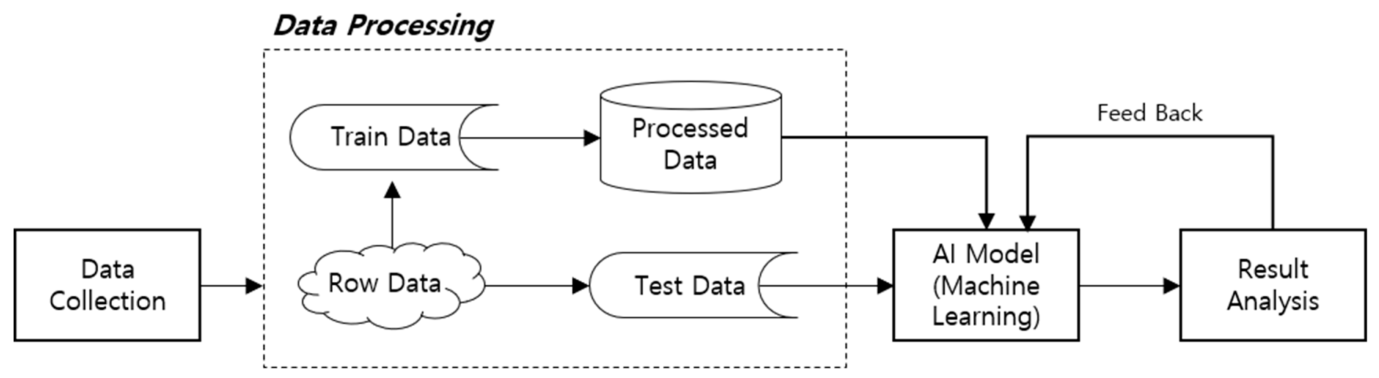 Data Processing
Train Data
Processed
Data
Feed Back
Data
Collection
Row Data
Test Data
AI Model
(Machine
Learning)
Result
Analysis